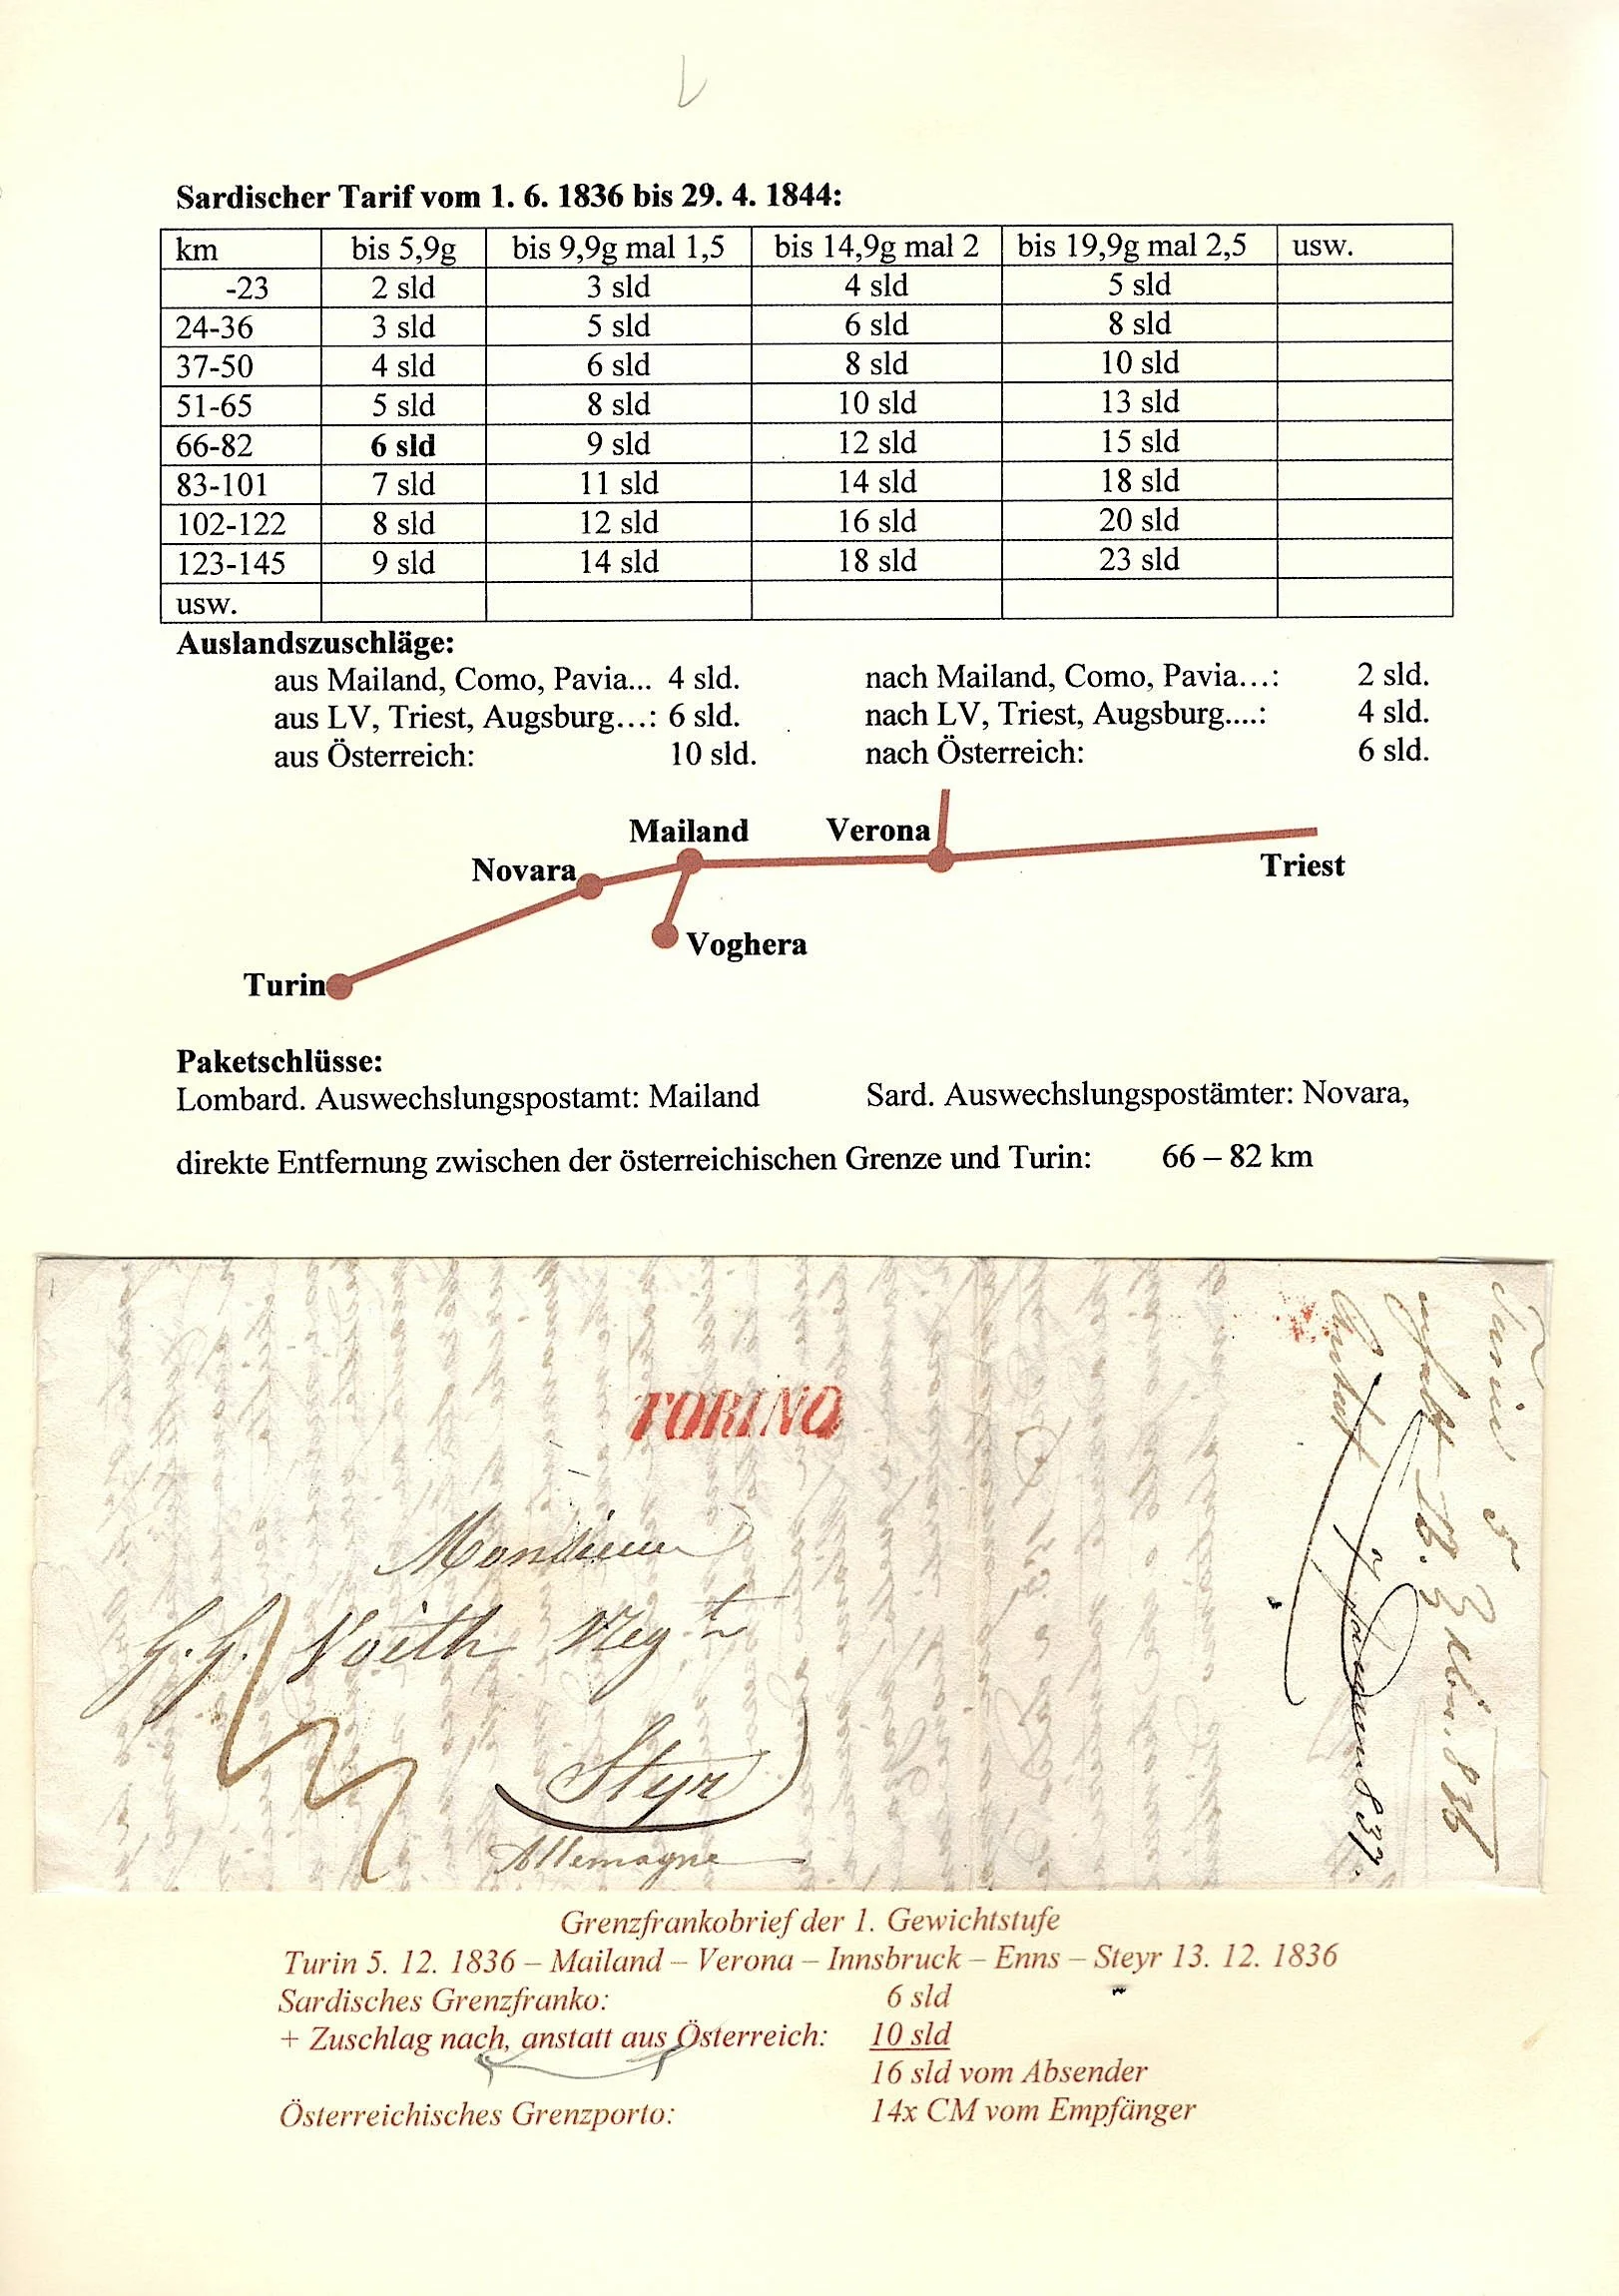 Sardischer Tarif vom 1. 6. 1836 bis 29. 4. 1844:
km bis 5,9g bis 9,9g mal 1,5 bis 14,9g mal 2 bis 19,9g mal 2,5 usw.
-23 2 sld 3 sld 4 sld 5 sld
24-36 3 sld 5 sld 6 sld 8 sld
37-50 4 sld 6 sld 8 sld 10 sld
51-65 5 sld 8 sld 10 sld 13 sld
66-82 6 sld 9 sld 12 sld 15 sld
83-101 7 sld 11 sld 14 sld 18 sld
102-122 8 sld 12 sld 16 sld 20 sld
123-145 9 sld 14 sld 18 sld 23 sld
usw.
Auslandszuschläge:
aus Mailand, Como, Pavia... 4 sld. nach Mailand, Como, Pavia…: 2 sld.
aus LV, Triest, Augsburg…: 6 sld. nach LV, Triest, Augsburg....: 4 sld.
aus Österreich: 10 sld. nach Österreich: 6 sld.
Mailand Verona
Novara Triest
Voghera
Turin
Paketschlüsse:
Lombard. Auswechslungspostamt: Mailand Sard. Auswechslungspostämter: Novara,
direkte Entfernung zwischen der österreichischen Grenze und Turin: 66 – 82 km
TORINO
Monsieur
G. G. Voith Neg.t
Styr
Allemagne
Turin 5
13. Xbr. 836
837.
Grenzfrankobrief der 1. Gewichtstufe
Turin 5. 12. 1836 – Mailand – Verona – Innsbruck – Enns – Steyr 13. 12. 1836
Sardisches Grenzfranko: 6 sld
+ Zuschlag nach, anstatt aus Österreich: 10 sld
16 sld vom Absender
Österreichisches Grenzporto: 14x CM vom Empfänger